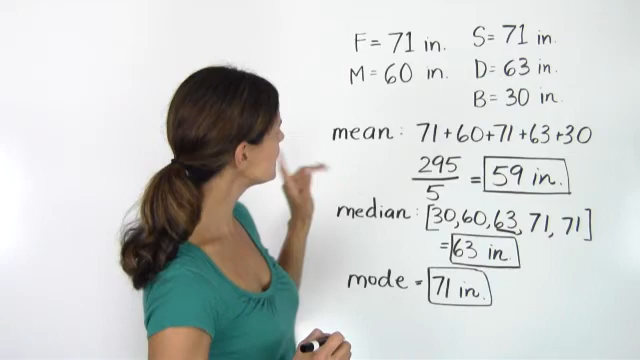 F = 71 in. S = 71 in.
M = 60 in. D = 63 in.
B = 30 in.
mean: 71+60+71+63+30
295
5 = 59 in.
median: [30, 60, 63, 71, 71]
= 63 in.
mode = 71 in.